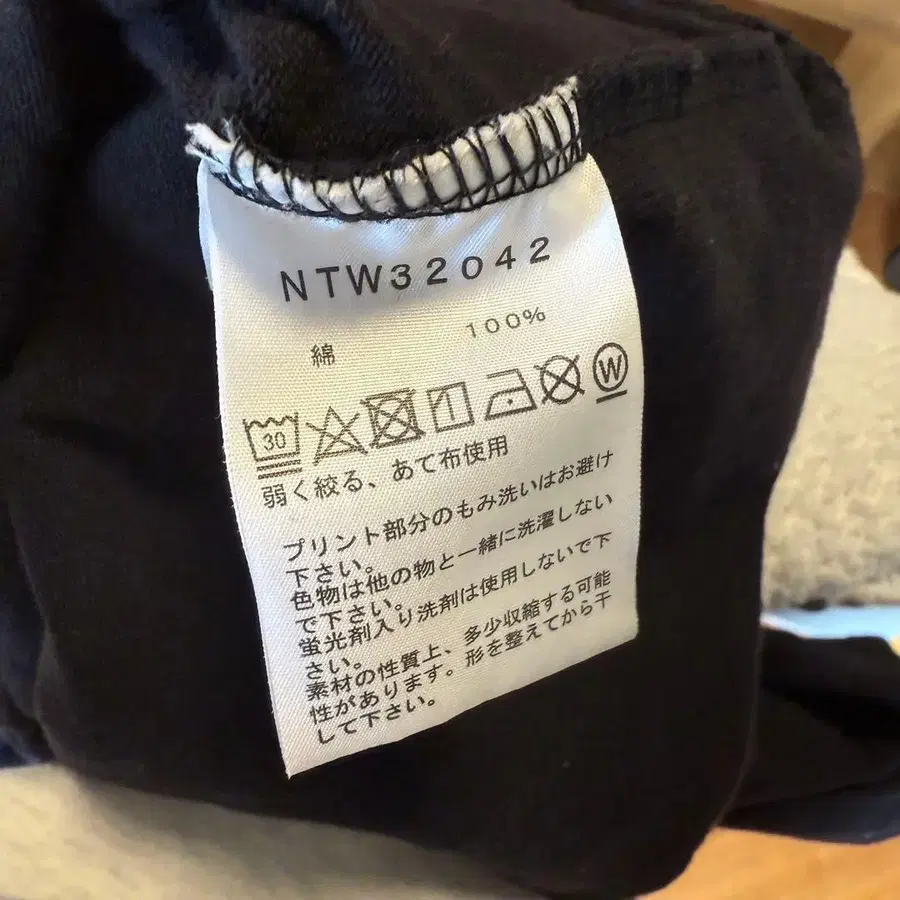 NTW32042
綿 100%
30 W
弱く絞る、あて布使用
プリント部分のもみ洗いはお避け
下さい。
色物は他の物と一緒に洗濯しない
で下さい。
蛍光剤入り洗剤は使用しないで下
さい。
素材の性質上、多少収縮する可能
性があります。形を整えてから干
して下さい。